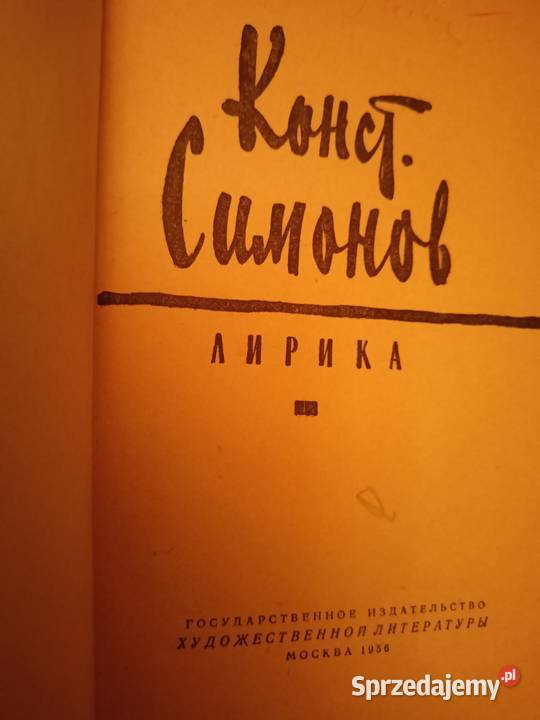 Конст.
Симонов
ЛИРИКА
ГОСУДАРСТВЕННОЕ ИЗДАТЕЛЬСТВО
ХУДОЖЕСТВЕННОЙ ЛИТЕРАТУРЫ
МОСКВА 1956
Sprzedajemy.pl